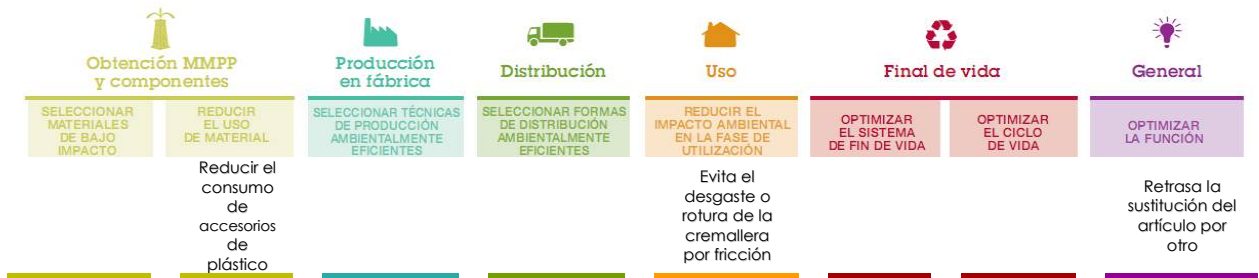 Obtención MMPP
y componentes
Producción
en fábrica
Distribución
Uso
Final de vida
General
SELECCIONAR
MATERIALES
DE BAJO
IMPACTO
REDUCIR
EL USO
DE MATERIAL
SELECCIONAR TÉCNICAS
DE PRODUCCIÓN
AMBIENTALMENTE
EFICIENTES
SELECCIONAR FORMAS
DE DISTRIBUCIÓN
AMBIENTALMENTE
EFICIENTES
REDUCIR EL
IMPACTO AMBIENTAL
EN LA FASE DE
UTILIZACIÓN
OPTIMIZAR
EL SISTEMA
DE FIN DE VIDA
OPTIMIZAR
EL CICLO
DE VIDA
OPTIMIZAR
LA FUNCIÓN
Reducir el
consumo
de
accesorios
de
plástico
Evita el
desgaste o
rotura de la
cremallera
por fricción
Retrasa la
sustitución del
artículo por
otro